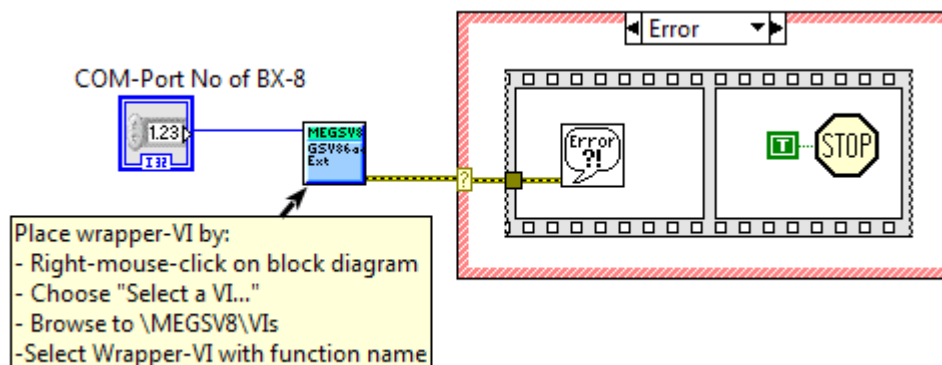 Error
COM-Port No of BX-8
1.23
I32
MEGSV8
Ext
?
Error
?!
T
STOP
Place wrapper-VI by:
- Right-mouse-click on block diagram
- Choose "Select a VI..."
- Browse to \MEGSV8\VIs
-Select Wrapper-VI with function name